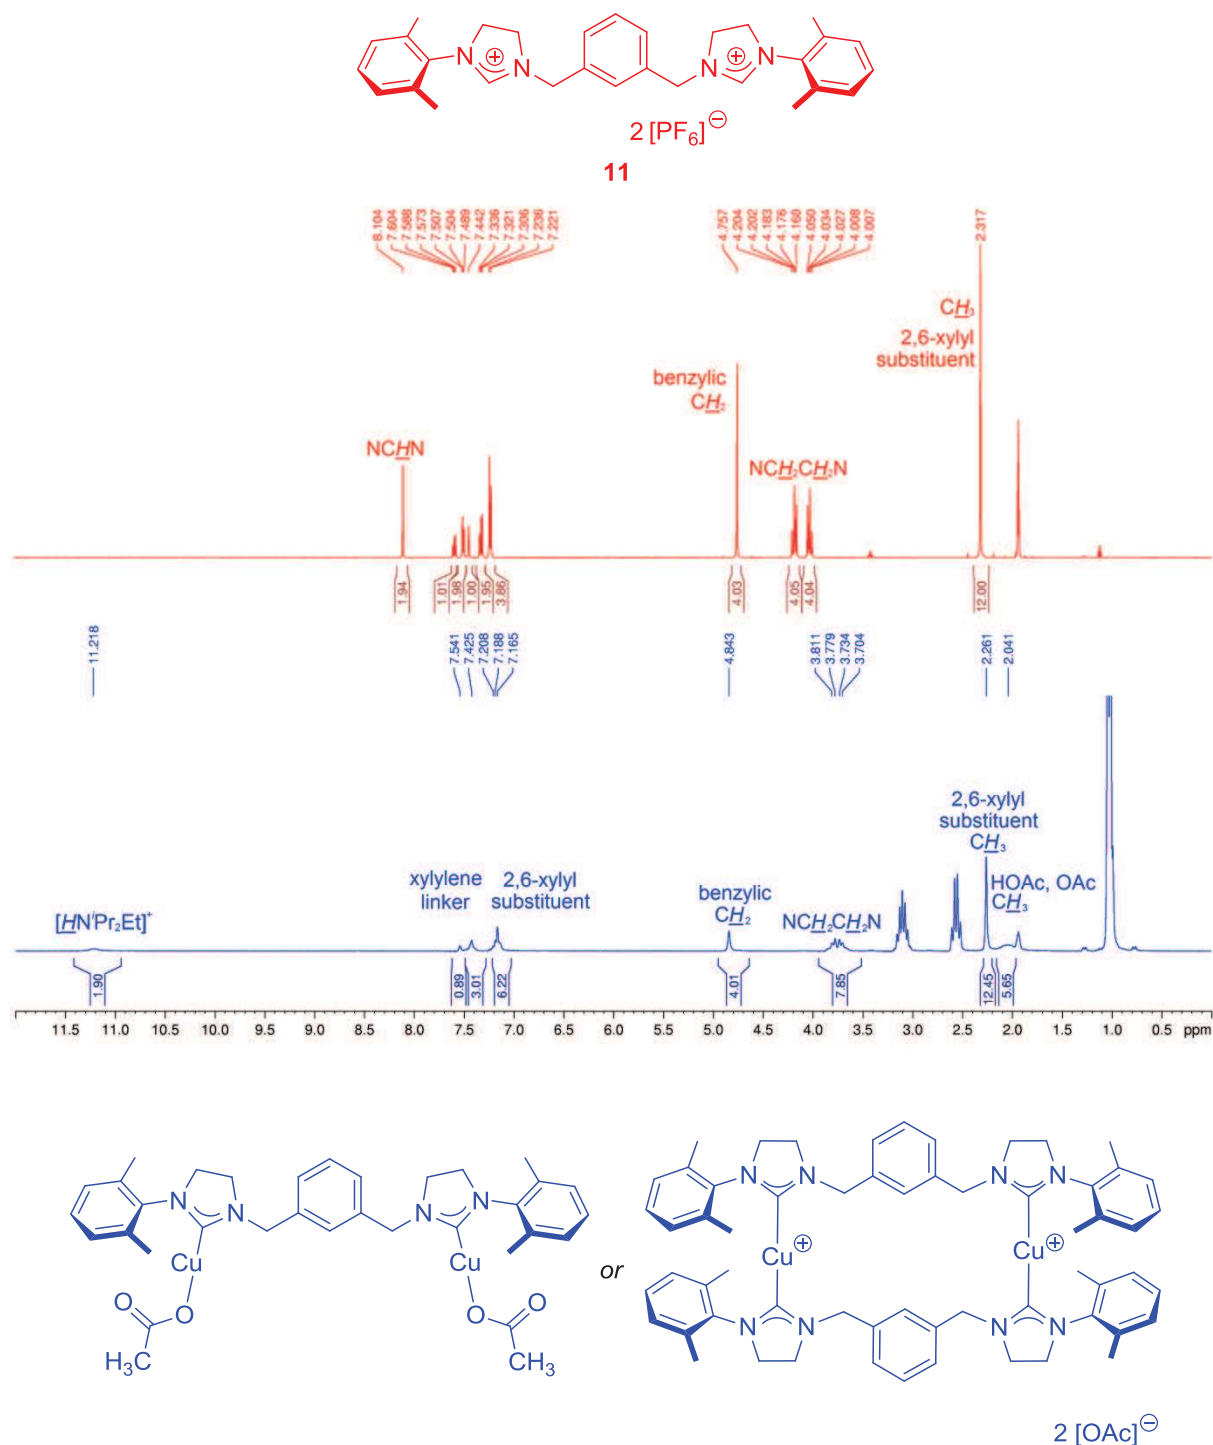 N
⊕
N
N
⊕
N
2 [PF6]⊖
11
8.104
7.604
7.588
7.573
7.507
7.504
7.489
7.442
7.336
7.321
7.306
7.236
7.221
4.757
4.204
4.202
4.183
4.176
4.160
4.050
4.034
4.027
4.008
4.007
2.317
CH3
2,6-xylyl
substituent
benzylic
CH2
NCHN
NCH2CH2N
1.94
1.01
1.98
1.00
1.95
3.86
4.03
4.05
4.04
12.00
11.218
7.541
7.425
7.208
7.188
7.165
4.843
3.811
3.779
3.734
3.704
2.261
2.041
2,6-xylyl
substituent
CH3
xylylene
linker
2,6-xylyl
substituent
benzylic
CH2
HOAc, OAc
CH3
[HNiPr2Et]+
NCH2CH2N
1.90
0.89
3.01
6.22
4.01
7.85
12.45
5.65
11.5 11.0 10.5 10.0 9.5 9.0 8.5 8.0 7.5 7.0 6.5 6.0 5.5 5.0 4.5 4.0 3.5 3.0 2.5 2.0 1.5 1.0 0.5 ppm
N N N N
Cu Cu
O O O O
H3C CH3
or
N N N N
Cu⊕ Cu⊕
N N N N
2 [OAc]⊖